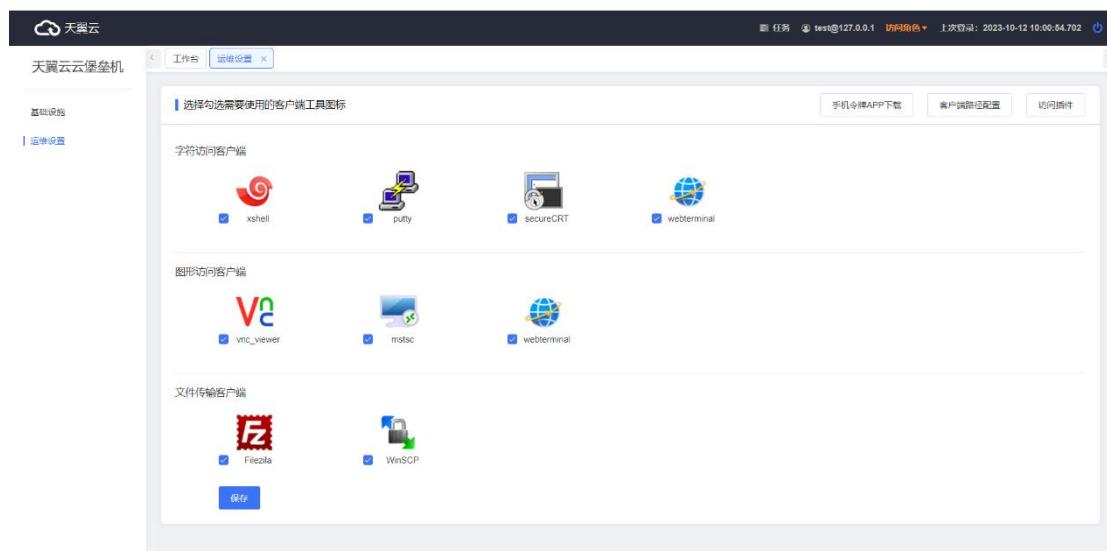 天翼云
任务 test@127.0.0.1 访问角色 上次登录：2023-10-12 10:00:54.702
天翼云云堡垒机
工作台 运维设置 ×
基础设施
运维设置
选择勾选需要使用的客户端工具图标
手机令牌APP下载 客户端路径配置 访问插件
字符访问客户端
xshell putty secureCRT webterminal
图形访问客户端
vnc_viewer mstsc webterminal
文件传输客户端
Filezila WinSCP
保存